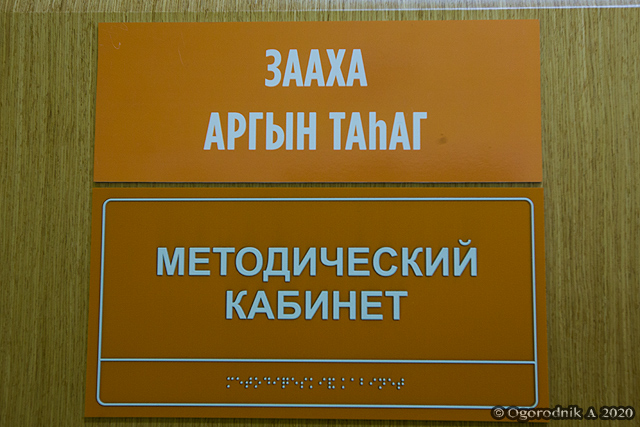 ЗААХА
АРГЫН ТАҺАГ
МЕТОДИЧЕСКИЙ
КАБИНЕТ
© Ogorodnik A 2020